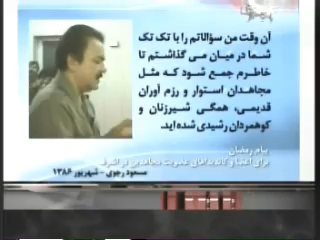 آن وقت من سؤالاتم را با تک تک
شما در میان می گذاشتم تا
خاطرم جمع شود که مثل
مجاهدان استوار و رزم آوران
قدیمی، همگی شیرزنان و
کوهمردان رشیدی شده اید.
پیام رمضان
برای اعضا و کاندیداهای عضویت مجاهدین در اشرف
مسعود رجوی - شهریور ۱۳۸۶